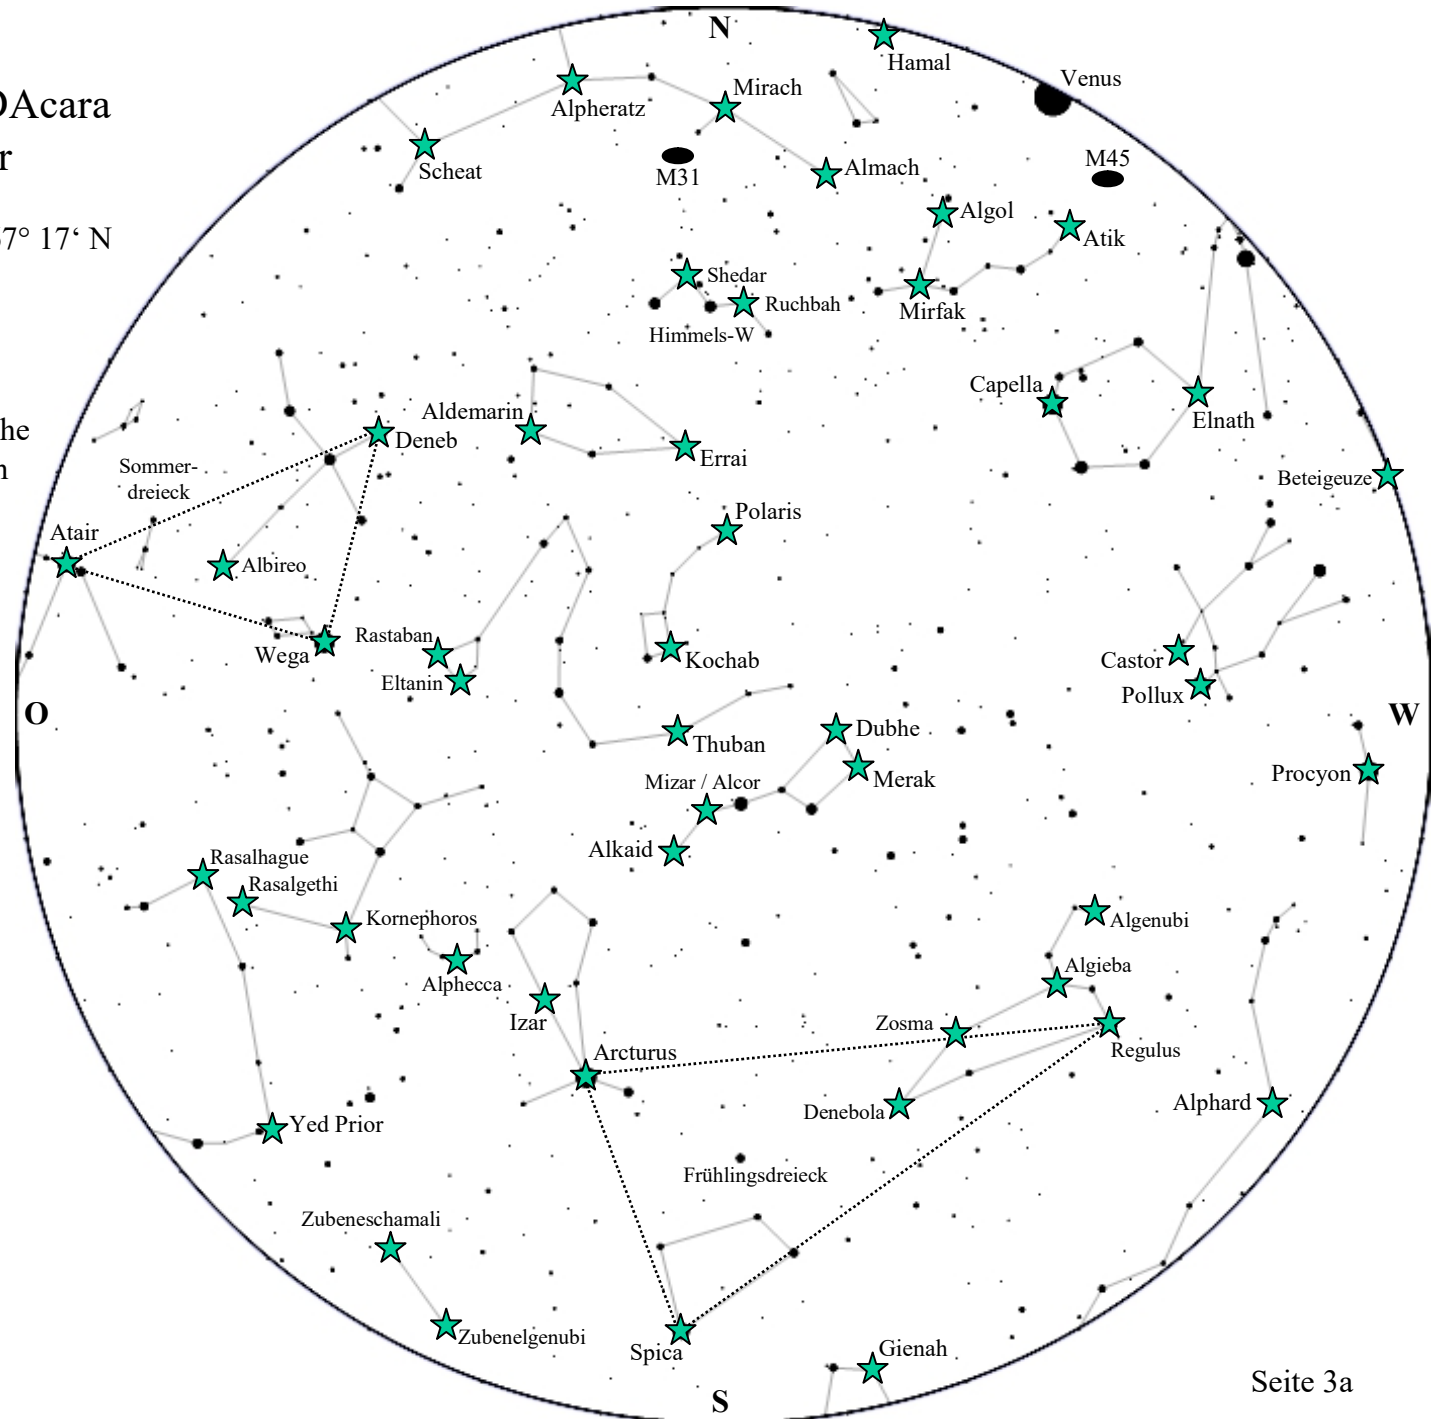 N
Hamal
Venus
DAcara
Mirach
Alpheratz
r
M45
Almach
Scheat
M31
Algol
7° 17‘ N
Atik
Shedar
Ruchbah
Mirfak
Himmels-W
Capella
Aldemarin
Elnath
he
Deneb
Errai
n
Sommer-
dreieck
Beteigeuze
Polaris
Atair
Albireo
Rastaban
Wega
Kochab
Castor
Eltanin
Pollux
O
W
Dubhe
Thuban
Merak
Procyon
Mizar / Alcor
Alkaid
Rasalhague
Rasalgethi
Kornephoros
Algenubi
Algieba
Alphecca
Zosma
Izar
Arcturus
Regulus
Alphard
Denebola
Yed Prior
Frühlingsdreieck
Zubeneschamali
Zubenelgenubi
Spica
Gienah
Seite 3a
S